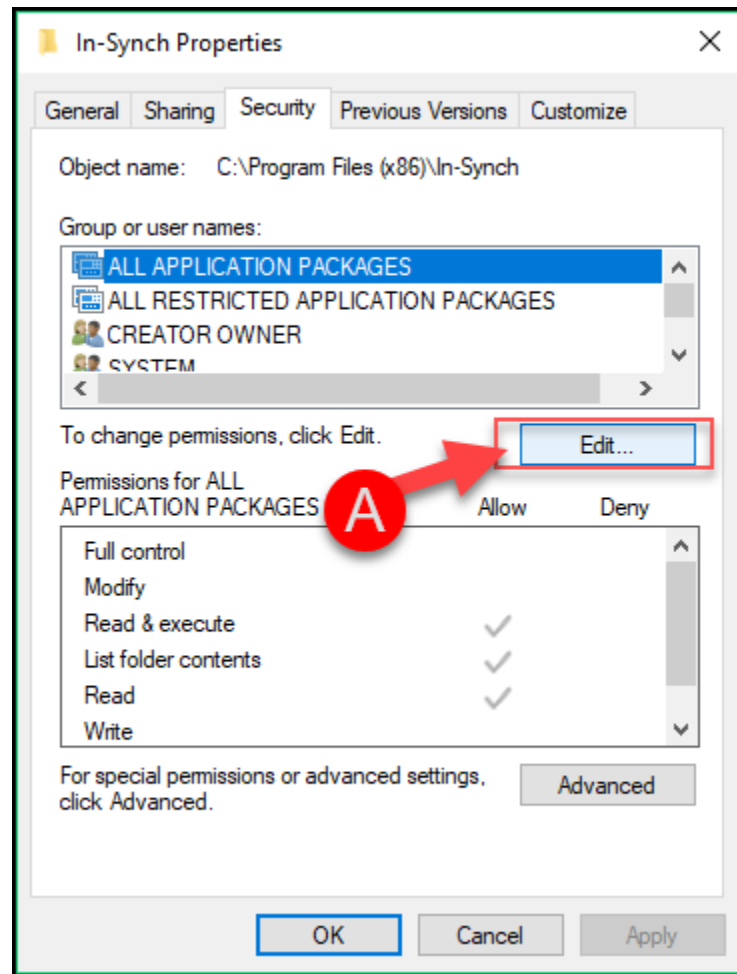 In-Synch Properties
General Sharing Security Previous Versions Customize
Object name: C:\Program Files (x86)\In-Synch
Group or user names:
ALL APPLICATION PACKAGES
ALL RESTRICTED APPLICATION PACKAGES
CREATOR OWNER
SYSTEM
To change permissions, click Edit.
Edit...
Permissions for ALL
APPLICATION PACKAGES
A
Allow Deny
Full control
Modify
Read & execute
List folder contents
Read
Write
For special permissions or advanced settings,
click Advanced.
Advanced
OK Cancel Apply